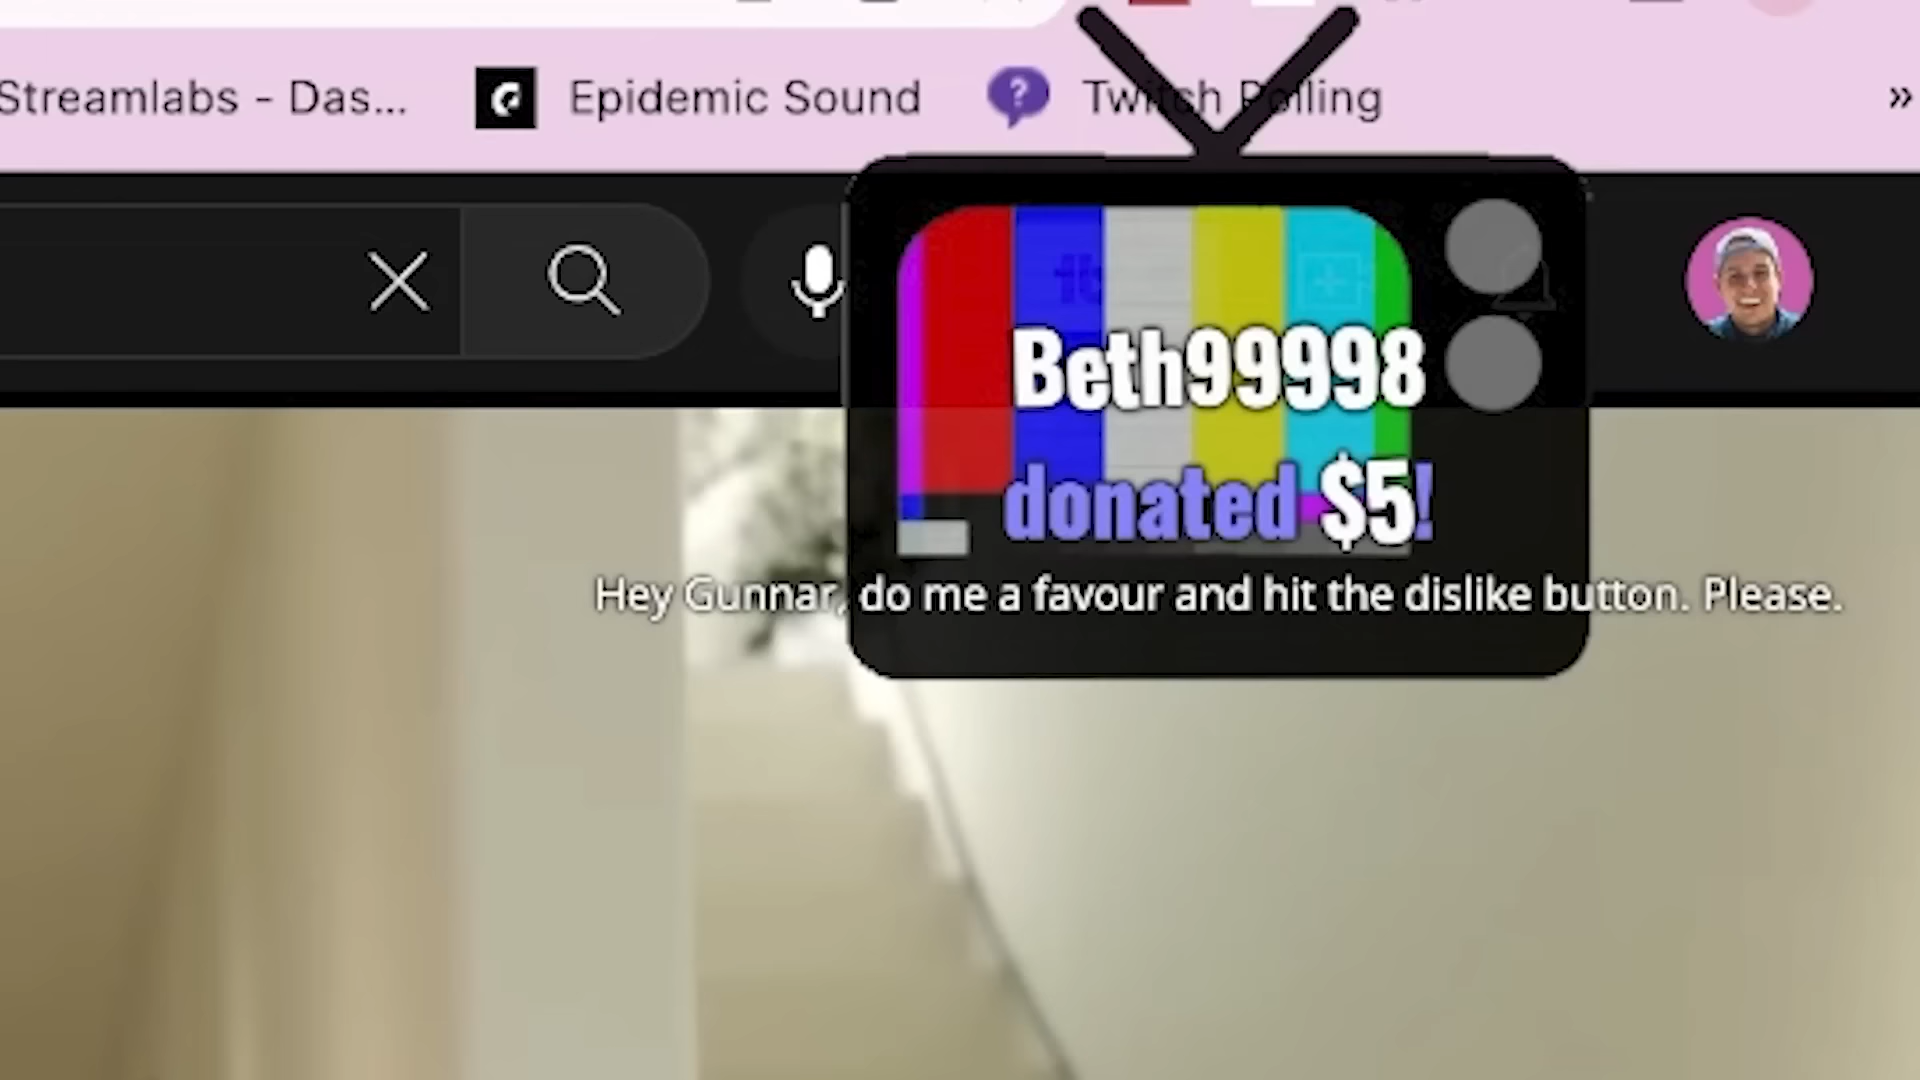 Streamlabs - Das...
Epidemic Sound
Twitch Polling
»
Beth99998
donated $5!
Hey Gunnar, do me a favour and hit the dislike button. Please.